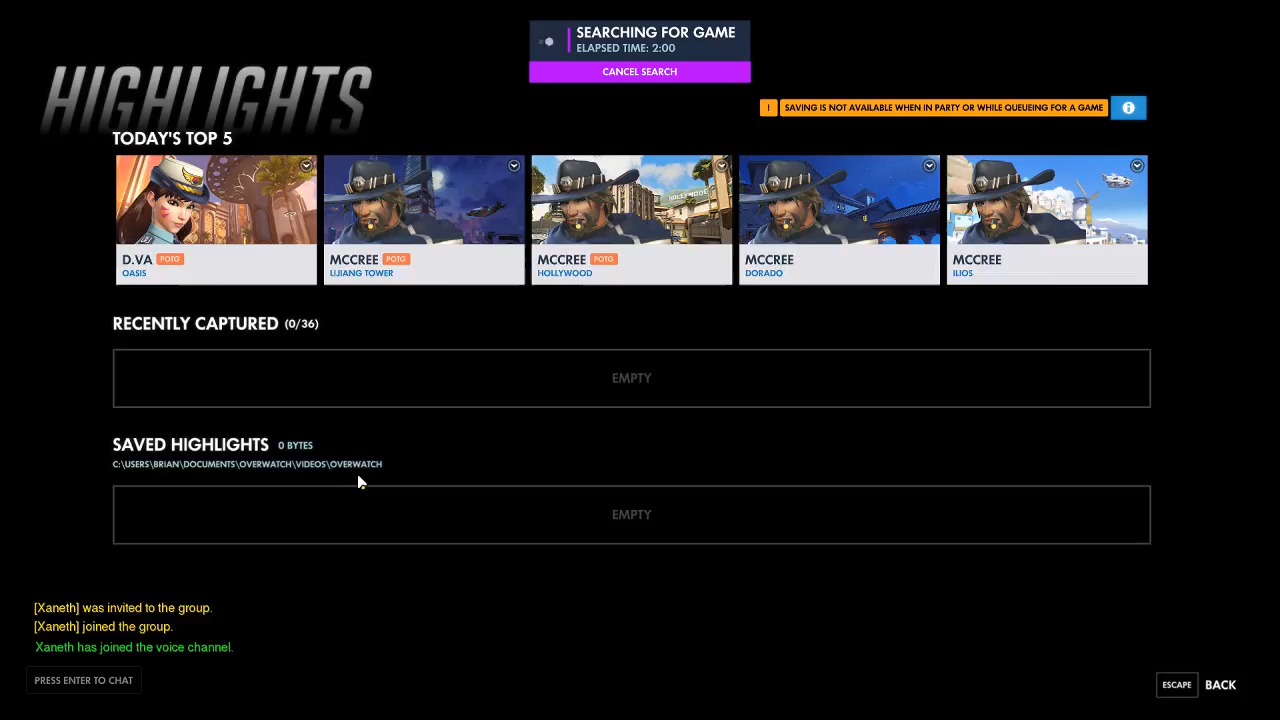 SEARCHING FOR GAME
ELAPSED TIME: 2:00
CANCEL SEARCH
HIGHLIGHTS
! SAVING IS NOT AVAILABLE WHEN IN PARTY OR WHILE QUEUEING FOR A GAME
TODAY'S TOP 5
HOLLYWOOD
D.VA POTG
OASIS
MCCREE POTG
LIJIANG TOWER
MCCREE POTG
HOLLYWOOD
MCCREE
DORADO
MCCREE
ILIOS
RECENTLY CAPTURED (0/36)
EMPTY
SAVED HIGHLIGHTS 0 BYTES
C:\USERS\BRIAN\DOCUMENTS\OVERWATCH\VIDEOS\OVERWATCH
EMPTY
[Xaneth] was invited to the group.
[Xaneth] joined the group.
Xaneth has joined the voice channel.
PRESS ENTER TO CHAT
ESCAPE BACK